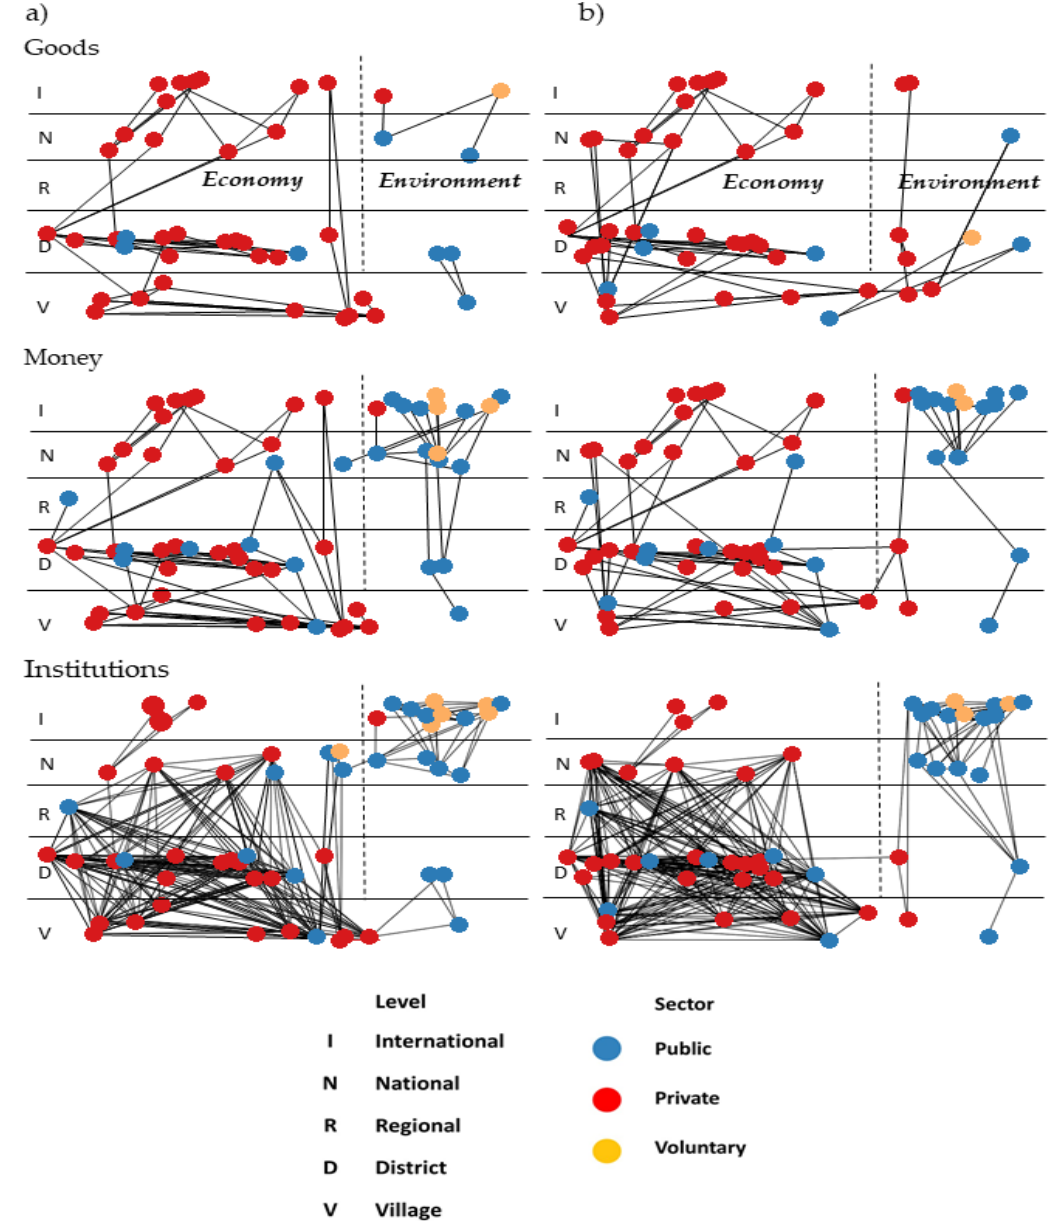 a) b)
Goods
I I
N N
R Economy Environment R Economy Environment
D D
V V
Money
I I
N N
R R
D D
V V
Institutions
I I
N N
R R
D D
V V
Level Sector
I International
Public
N National
Private
R Regional
Voluntary
D District
V Village